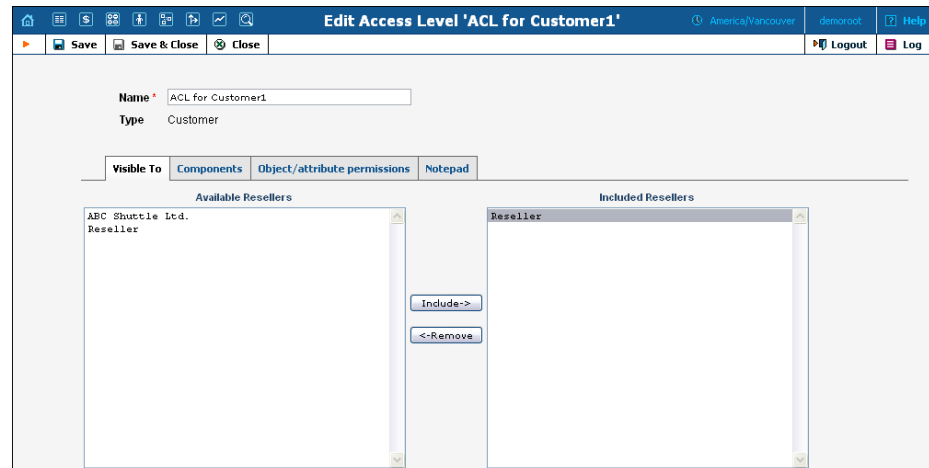 Edit Access Level 'ACL for Customer1'
America/Vancouver
demoroot
? Help
Save
Save & Close
Close
Logout
Log
Name * ACL for Customer1
Type Customer
Visible To
Components
Object/attribute permissions
Notepad
Available Resellers
Included Resellers
ABC Shuttle Ltd.
Reseller
Reseller
Include->
<-Remove